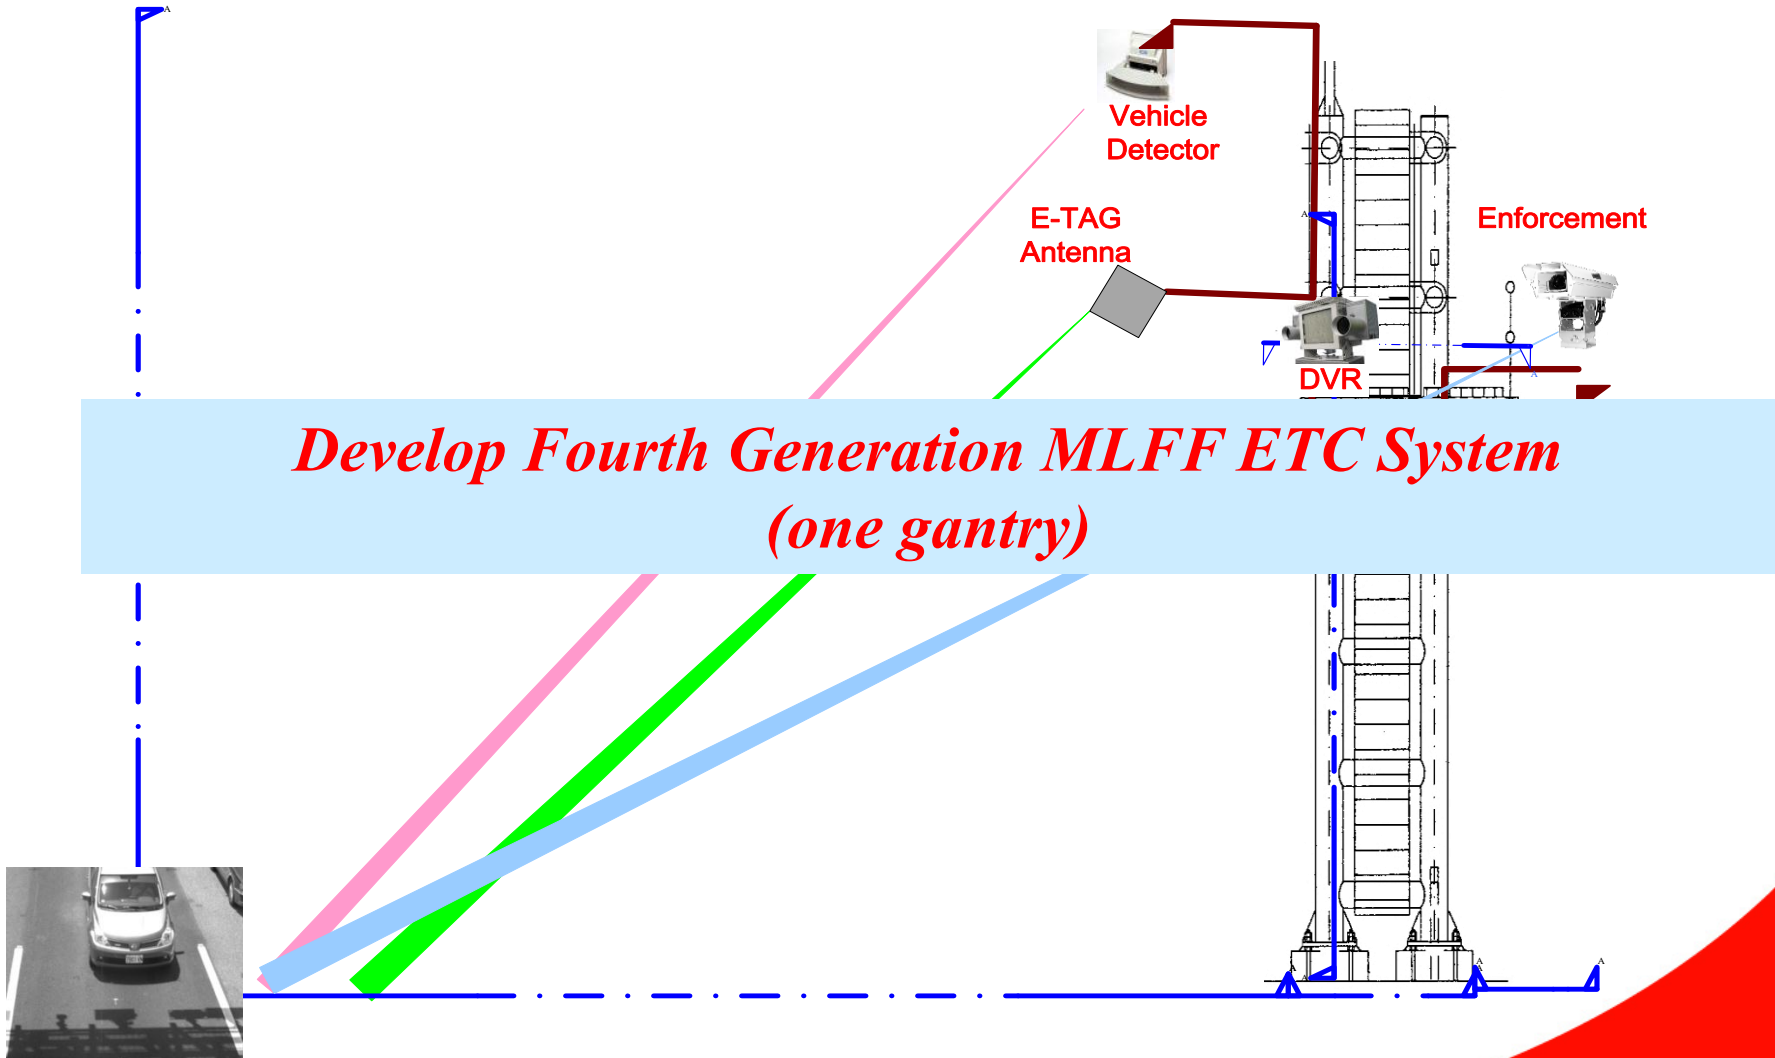 A
Vehicle
Detector
E-TAG
Antenna
A
Enforcement
A
DVR
Develop Fourth Generation MLFF ETC System
(one gantry)
A
A
A
A
A